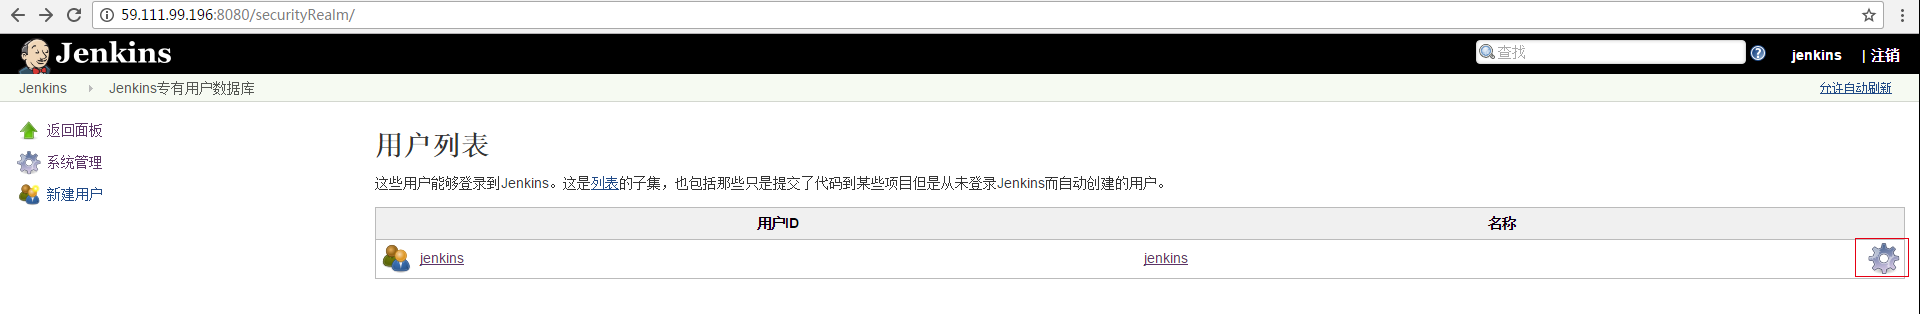 59.111.99.196:8080/securityRealm/
Jenkins
查找
jenkins | 注销
Jenkins Jenkins专有用户数据库 允许自动刷新
返回面板
系统管理
新建用户
用户列表
这些用户能够登录到Jenkins。这是列表的子集，也包括那些只是提交了代码到某些项目但是从未登录Jenkins而自动创建的用户。
用户ID 名称
jenkins jenkins